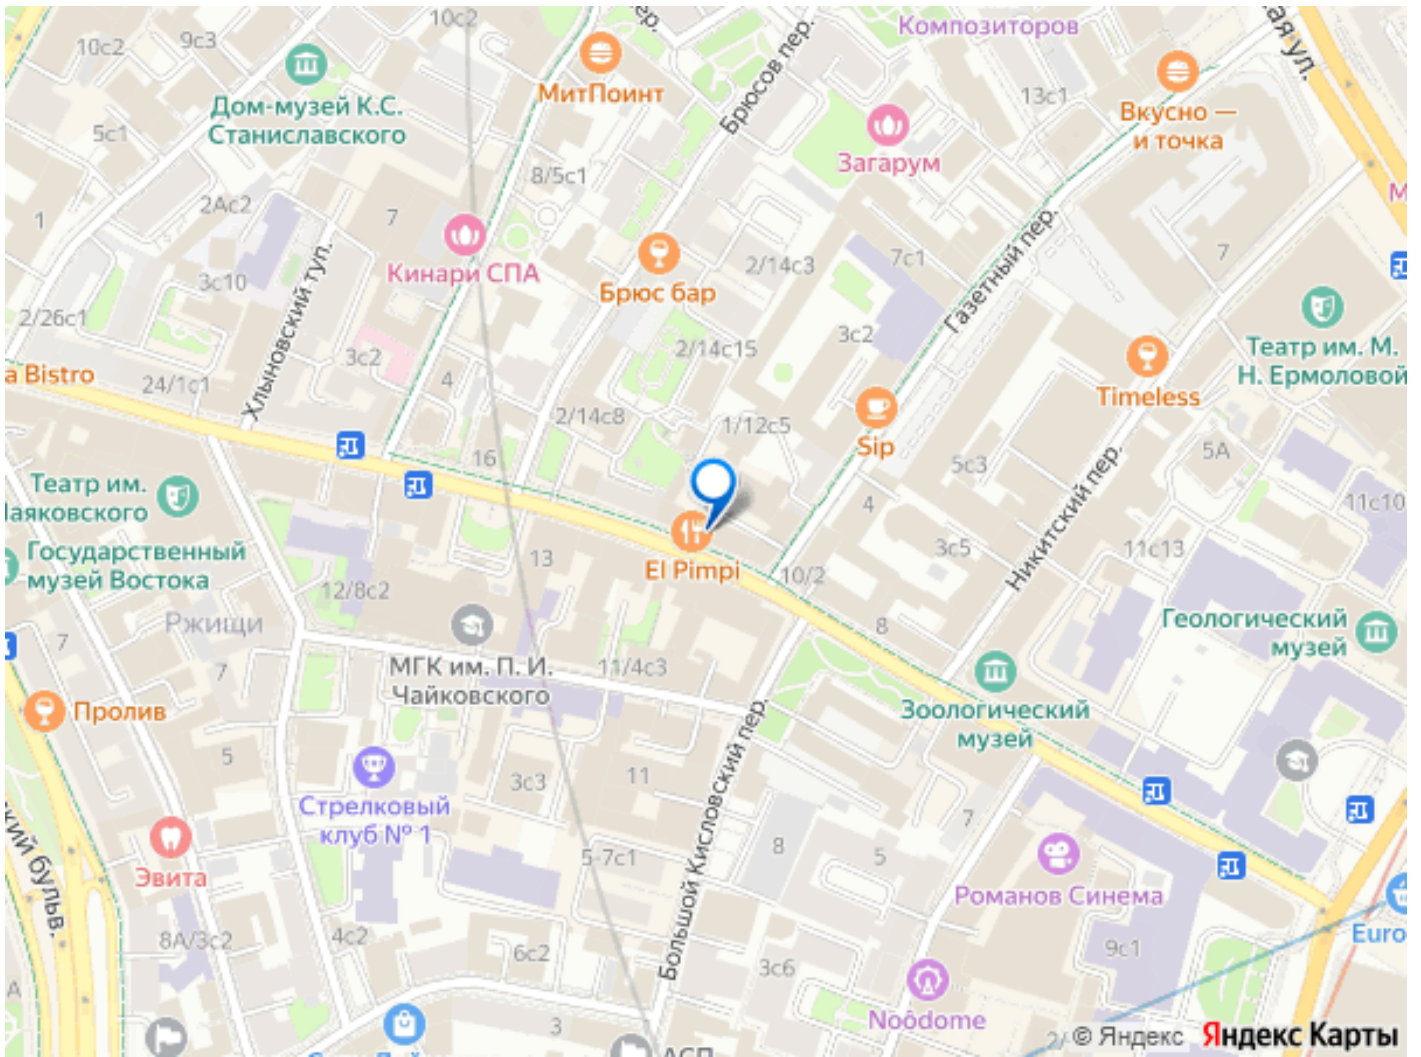 10с2
Композиторов
9с3
10с2
МитПоинт
Брюсов пер.
13с1
Вкусно —
и точка
Дом-музей К.С.
Станиславского
5с1
Загарум
8/5с1
2Ас2
7
1
Кинари СПА
Хлыновский туп.
3с10
Брюс бар
2/14с3
7с1
Газетный пер.
7
2/26с1
3с2
2/14с15
3с2
Театр им. М.
Н. Ермоловой
a Bistro
24/1с1
4
Timeless
2/14с8
1/12с5
Sip
16
5с3
5А
Театр им.
Маяковского
4
11с10
Никитский пер.
Государственный
музей Востока
13
El Pimpi
10/2
3с5
11с13
12/8с2
Ржищи
8
Геологический
музей
7
7
МГК им. П. И.
Чайковского
11/4с3
Зоологический
музей
Пролив
Большой Кисловский пер.
5
3с3
11
Стрелковый
клуб № 1
7
8
5
5-7с1
Эвита
Романов Синема
кий бульв.
8А/3с2
4с2
6с2
3с6
9с1
Euro
Noôdome
3
АСП
2/
© Яндекс Яндекс Карты